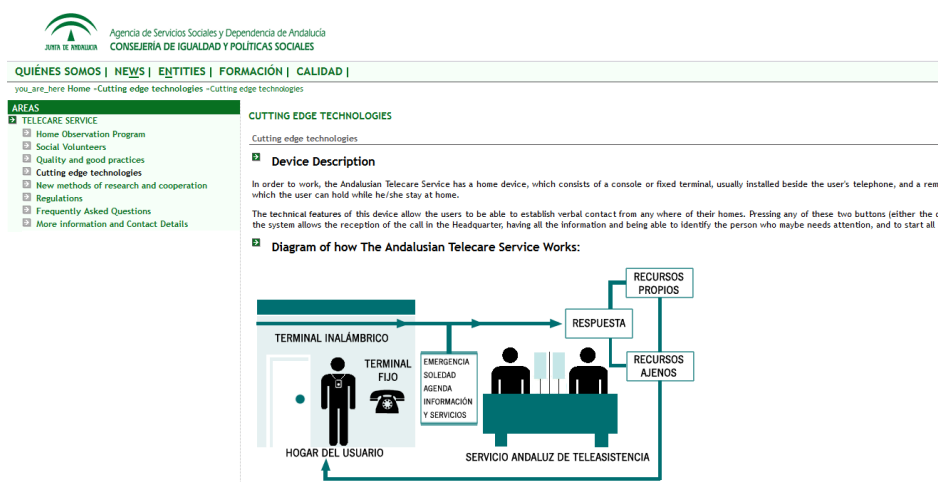 JUNTA DE ANDALUCIA
Agencia de Servicios Sociales y Dependencia de Andalucía
CONSEJERÍA DE IGUALDAD Y POLÍTICAS SOCIALES
QUIÉNES SOMOS | NEWS | ENTITIES | FORMACIÓN | CALIDAD |
you_are_here Home -Cutting edge technologies -Cutting edge technologies
AREAS
TELECARE SERVICE
Home Observation Program
Social Volunteers
Quality and good practices
Cutting edge technologies
New methods of research and cooperation
Regulations
Frequently Asked Questions
More information and Contact Details
CUTTING EDGE TECHNOLOGIES
Cutting edge technologies
Device Description
In order to work, the Andalusian Telecare Service has a home device, which consists of a console or fixed terminal, usually installed beside the user's telephone, and a rem
which the user can hold while he/she stay at home.
The technical features of this device allow the users to be able to establish verbal contact from any where of their homes. Pressing any of these two buttons (either the c
the system allows the reception of the call in the Headquarter, having all the information and being able to identify the person who maybe needs attention, and to start all
Diagram of how The Andalusian Telecare Service Works:
RECURSOS
PROPIOS
RESPUESTA
TERMINAL INALÁMBRICO
TERMINAL
FIJO
EMERGENCIA
SOLEDAD
AGENDA
INFORMACIÓN
Y SERVICIOS
RECURSOS
AJENOS
HOGAR DEL USUARIO
SERVICIO ANDALUZ DE TELEASISTENCIA